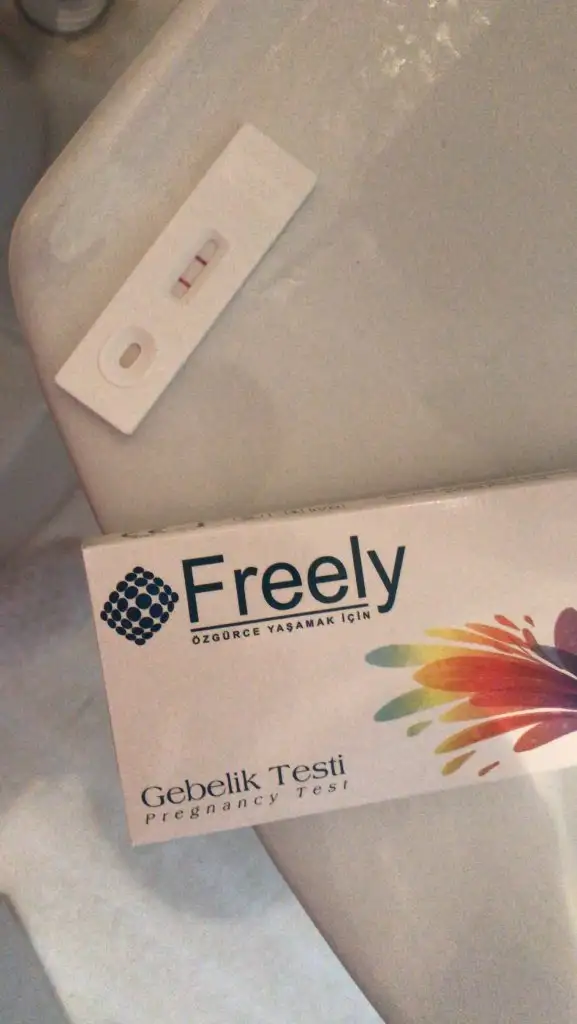 Freely
ÖZGÜRCE YAŞAMAK İÇİN
Gebelik Testi
Pregnancy Test